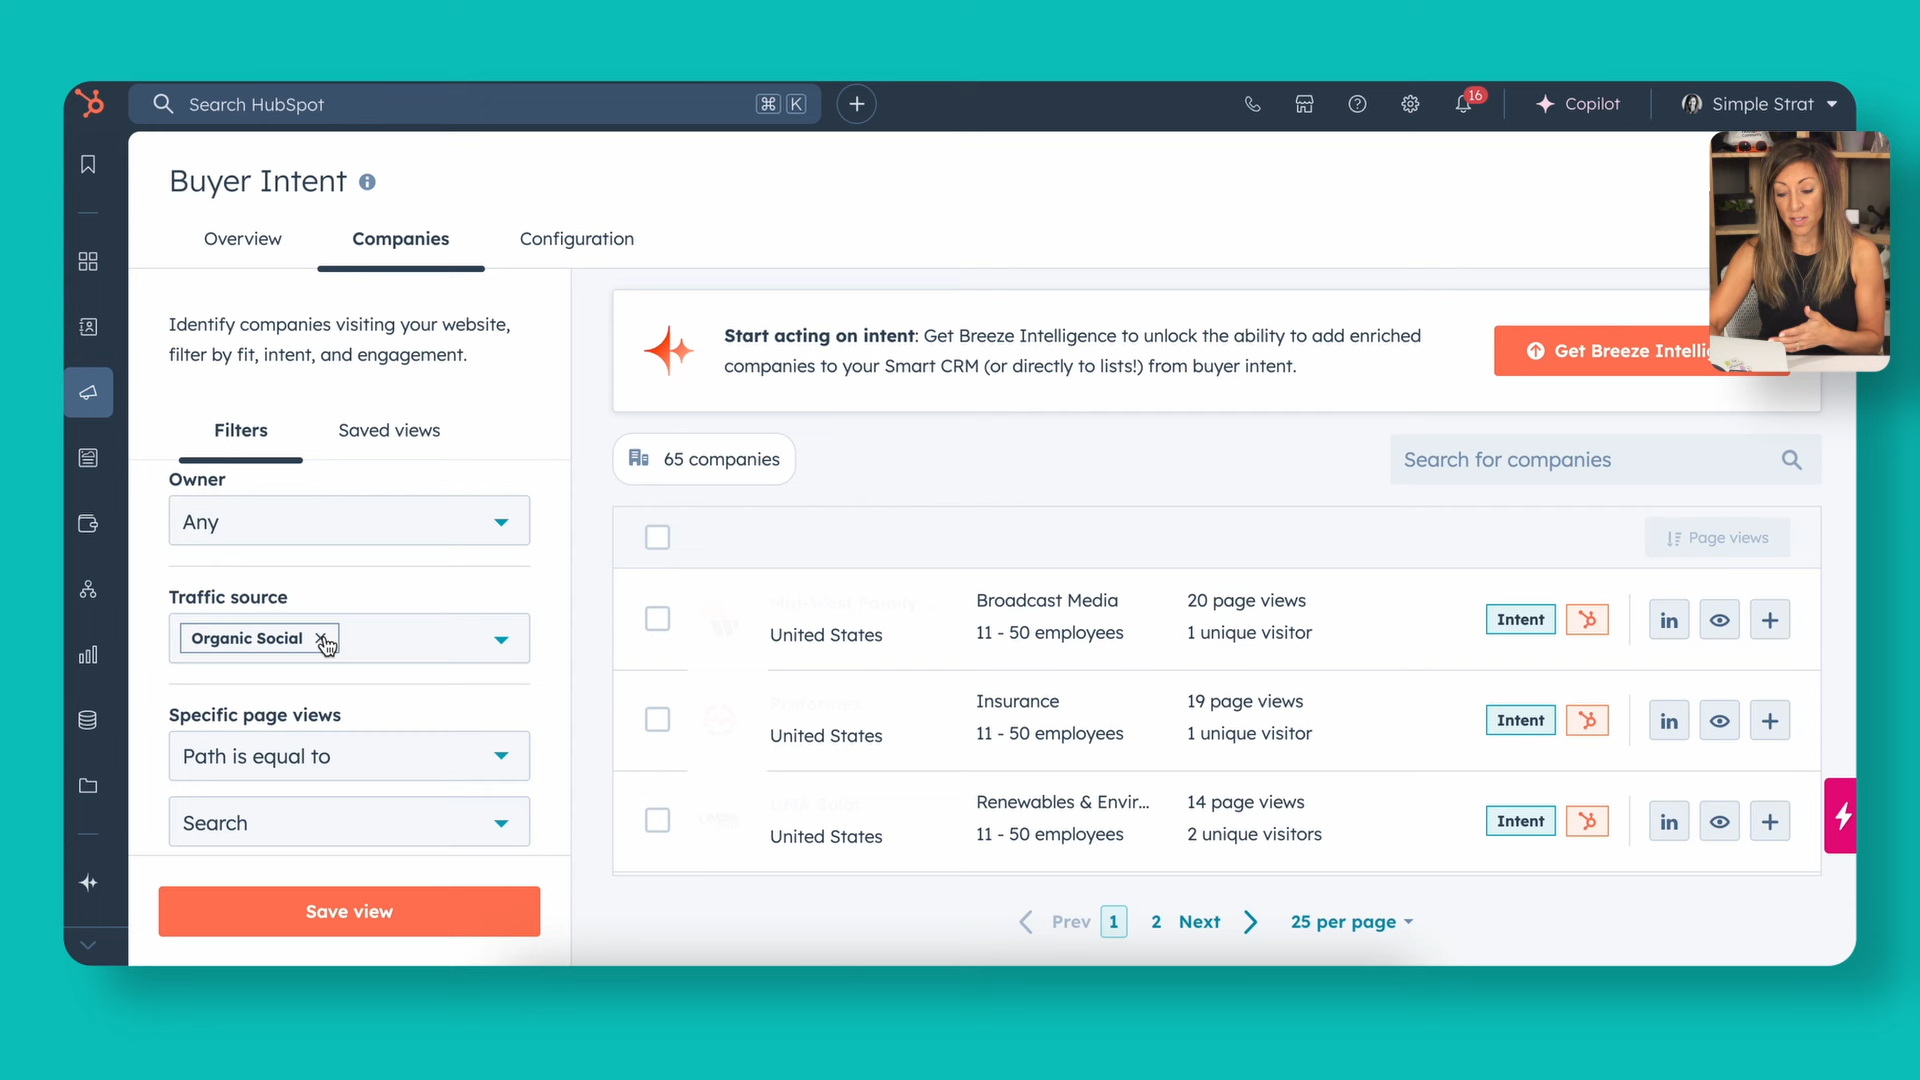 Search HubSpot
⌘ K
16
Copilot
Simple Strat
Buyer Intent
Overview
Companies
Configuration
Identify companies visiting your website,
filter by fit, intent, and engagement.
Start acting on intent: Get Breeze Intelligence to unlock the ability to add enriched
companies to your Smart CRM (or directly to lists!) from buyer intent.
Get Breeze
Filters
Saved views
65 companies
Search for companies
Owner
Any
Page views
Traffic source
Organic Social
Specific page views
Path is equal to
Search
Save view
Broadcast Media
20 page views
United States
11 - 50 employees
1 unique visitor
Intent
in
Insurance
19 page views
United States
11 - 50 employees
1 unique visitor
Intent
in
Renewables & Envir...
14 page views
United States
11 - 50 employees
2 unique visitors
Intent
in
Prev
1
2
Next
25 per page